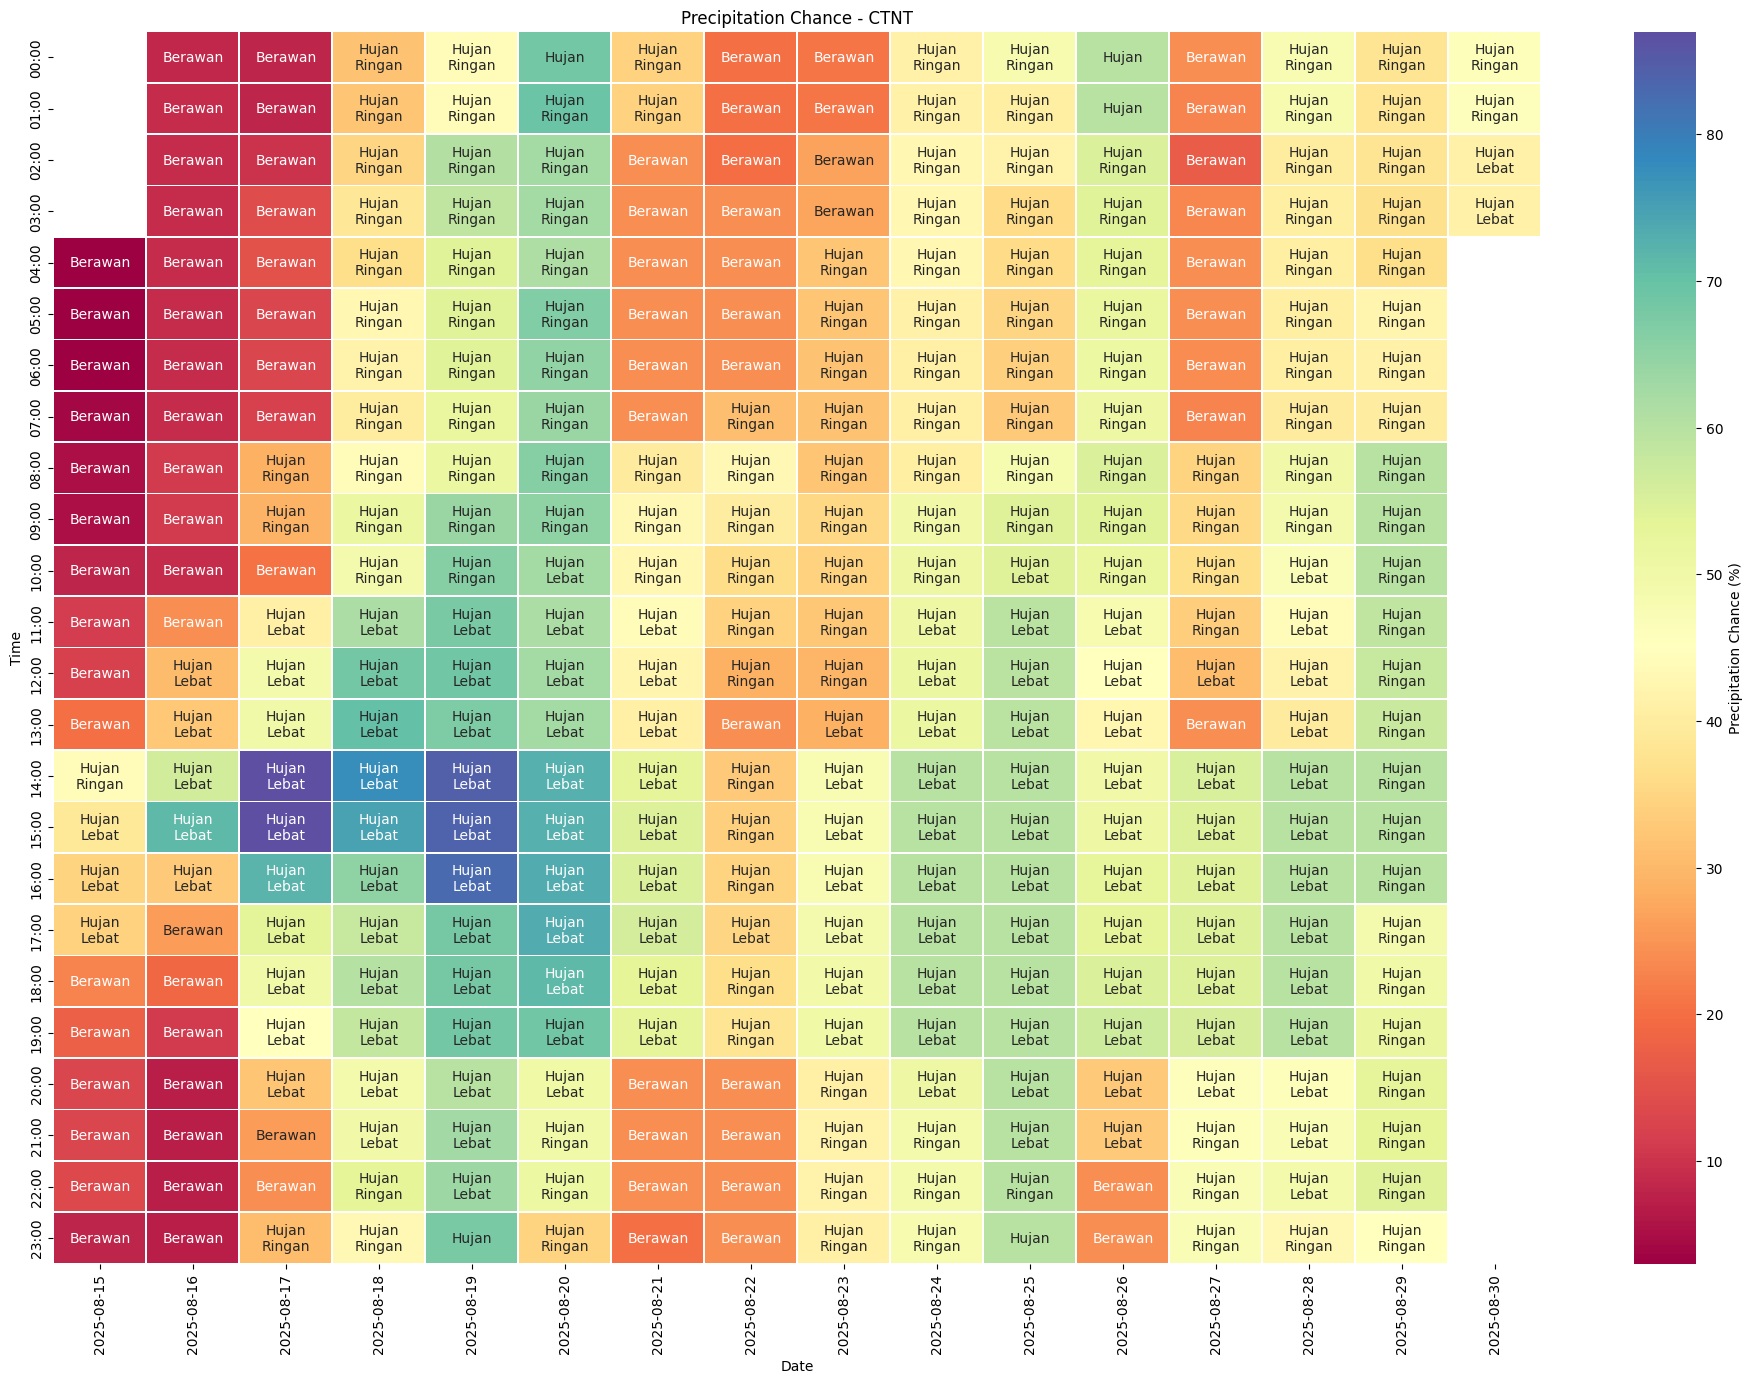 Precipitation Chance - CTNT
00:00 Berawan Berawan Hujan Ringan Hujan Ringan Hujan Hujan Ringan Berawan Berawan Hujan Ringan Hujan Ringan Hujan Berawan Hujan Ringan Hujan Ringan Hujan Ringan
01:00 Berawan Berawan Hujan Ringan Hujan Ringan Hujan Ringan Hujan Ringan Berawan Berawan Hujan Ringan Hujan Ringan Hujan Berawan Hujan Ringan Hujan Ringan Hujan Ringan
02:00 Berawan Berawan Hujan Ringan Hujan Ringan Hujan Ringan Berawan Berawan Berawan Hujan Ringan Hujan Ringan Hujan Ringan Berawan Hujan Ringan Hujan Ringan Hujan Lebat
03:00 Berawan Berawan Hujan Ringan Hujan Ringan Hujan Ringan Berawan Berawan Berawan Hujan Ringan Hujan Ringan Hujan Ringan Berawan Hujan Ringan Hujan Ringan Hujan Lebat
04:00 Berawan Berawan Berawan Hujan Ringan Hujan Ringan Hujan Ringan Berawan Berawan Hujan Ringan Hujan Ringan Hujan Ringan Hujan Ringan Berawan Hujan Ringan Hujan Ringan
05:00 Berawan Berawan Berawan Hujan Ringan Hujan Ringan Hujan Ringan Berawan Berawan Hujan Ringan Hujan Ringan Hujan Ringan Hujan Ringan Berawan Hujan Ringan Hujan Ringan
06:00 Berawan Berawan Berawan Hujan Ringan Hujan Ringan Hujan Ringan Berawan Berawan Hujan Ringan Hujan Ringan Hujan Ringan Hujan Ringan Berawan Hujan Ringan Hujan Ringan
07:00 Berawan Berawan Berawan Hujan Ringan Hujan Ringan Hujan Ringan Berawan Hujan Ringan Hujan Ringan Hujan Ringan Hujan Ringan Hujan Ringan Berawan Hujan Ringan Hujan Ringan
08:00 Berawan Berawan Hujan Ringan Hujan Ringan Hujan Ringan Hujan Ringan Hujan Ringan Hujan Ringan Hujan Ringan Hujan Ringan Hujan Ringan Hujan Ringan Hujan Ringan Hujan Ringan Hujan Ringan
09:00 Berawan Berawan Hujan Ringan Hujan Ringan Hujan Ringan Hujan Ringan Hujan Ringan Hujan Ringan Hujan Ringan Hujan Ringan Hujan Ringan Hujan Ringan Hujan Ringan Hujan Ringan Hujan Ringan
10:00 Berawan Berawan Berawan Hujan Ringan Hujan Ringan Hujan Lebat Hujan Ringan Hujan Ringan Hujan Ringan Hujan Ringan Hujan Lebat Hujan Ringan Hujan Ringan Hujan Lebat Hujan Ringan
11:00 Berawan Berawan Hujan Lebat Hujan Lebat Hujan Lebat Hujan Lebat Hujan Lebat Hujan Ringan Hujan Ringan Hujan Lebat Hujan Lebat Hujan Lebat Hujan Ringan Hujan Lebat Hujan Ringan
12:00 Berawan Hujan Lebat Hujan Lebat Hujan Lebat Hujan Lebat Hujan Lebat Hujan Lebat Hujan Ringan Hujan Ringan Hujan Lebat Hujan Lebat Hujan Lebat Hujan Lebat Hujan Lebat Hujan Ringan
13:00 Berawan Hujan Lebat Hujan Lebat Hujan Lebat Hujan Lebat Hujan Lebat Hujan Lebat Berawan Hujan Lebat Hujan Lebat Hujan Lebat Hujan Lebat Berawan Hujan Lebat Hujan Ringan
14:00 Hujan Ringan Hujan Lebat Hujan Lebat Hujan Lebat Hujan Lebat Hujan Lebat Hujan Lebat Hujan Ringan Hujan Lebat Hujan Lebat Hujan Lebat Hujan Lebat Hujan Lebat Hujan Lebat Hujan Ringan
15:00 Hujan Lebat Hujan Lebat Hujan Lebat Hujan Lebat Hujan Lebat Hujan Lebat Hujan Lebat Hujan Ringan Hujan Lebat Hujan Lebat Hujan Lebat Hujan Lebat Hujan Lebat Hujan Lebat Hujan Ringan
16:00 Hujan Lebat Hujan Lebat Hujan Lebat Hujan Lebat Hujan Lebat Hujan Lebat Hujan Lebat Hujan Ringan Hujan Lebat Hujan Lebat Hujan Lebat Hujan Lebat Hujan Lebat Hujan Lebat Hujan Ringan
17:00 Hujan Lebat Berawan Hujan Lebat Hujan Lebat Hujan Lebat Hujan Lebat Hujan Lebat Hujan Lebat Hujan Lebat Hujan Lebat Hujan Lebat Hujan Lebat Hujan Lebat Hujan Lebat Hujan Ringan
18:00 Berawan Berawan Hujan Lebat Hujan Lebat Hujan Lebat Hujan Lebat Hujan Lebat Hujan Ringan Hujan Lebat Hujan Lebat Hujan Lebat Hujan Lebat Hujan Lebat Hujan Lebat Hujan Ringan
19:00 Berawan Berawan Hujan Lebat Hujan Lebat Hujan Lebat Hujan Lebat Hujan Lebat Hujan Ringan Hujan Lebat Hujan Lebat Hujan Lebat Hujan Lebat Hujan Lebat Hujan Lebat Hujan Ringan
20:00 Berawan Berawan Hujan Lebat Hujan Lebat Hujan Lebat Hujan Lebat Berawan Berawan Hujan Ringan Hujan Lebat Hujan Lebat Hujan Lebat Hujan Lebat Hujan Lebat Hujan Ringan
21:00 Berawan Berawan Berawan Hujan Lebat Hujan Lebat Hujan Ringan Berawan Berawan Hujan Ringan Hujan Ringan Hujan Lebat Hujan Lebat Hujan Ringan Hujan Lebat Hujan Ringan
22:00 Berawan Berawan Berawan Hujan Ringan Hujan Lebat Hujan Ringan Berawan Berawan Hujan Ringan Hujan Ringan Hujan Ringan Berawan Hujan Ringan Hujan Lebat Hujan Ringan
23:00 Berawan Berawan Hujan Ringan Hujan Ringan Hujan Hujan Ringan Berawan Berawan Hujan Ringan Hujan Ringan Hujan Berawan Hujan Ringan Hujan Ringan Hujan Ringan
Time
2025-08-15 2025-08-16 2025-08-17 2025-08-18 2025-08-19 2025-08-20 2025-08-21 2025-08-22 2025-08-23 2025-08-24 2025-08-25 2025-08-26 2025-08-27 2025-08-28 2025-08-29 2025-08-30
Date
80
70
60
50
40
30
20
10
Precipitation Chance (%)